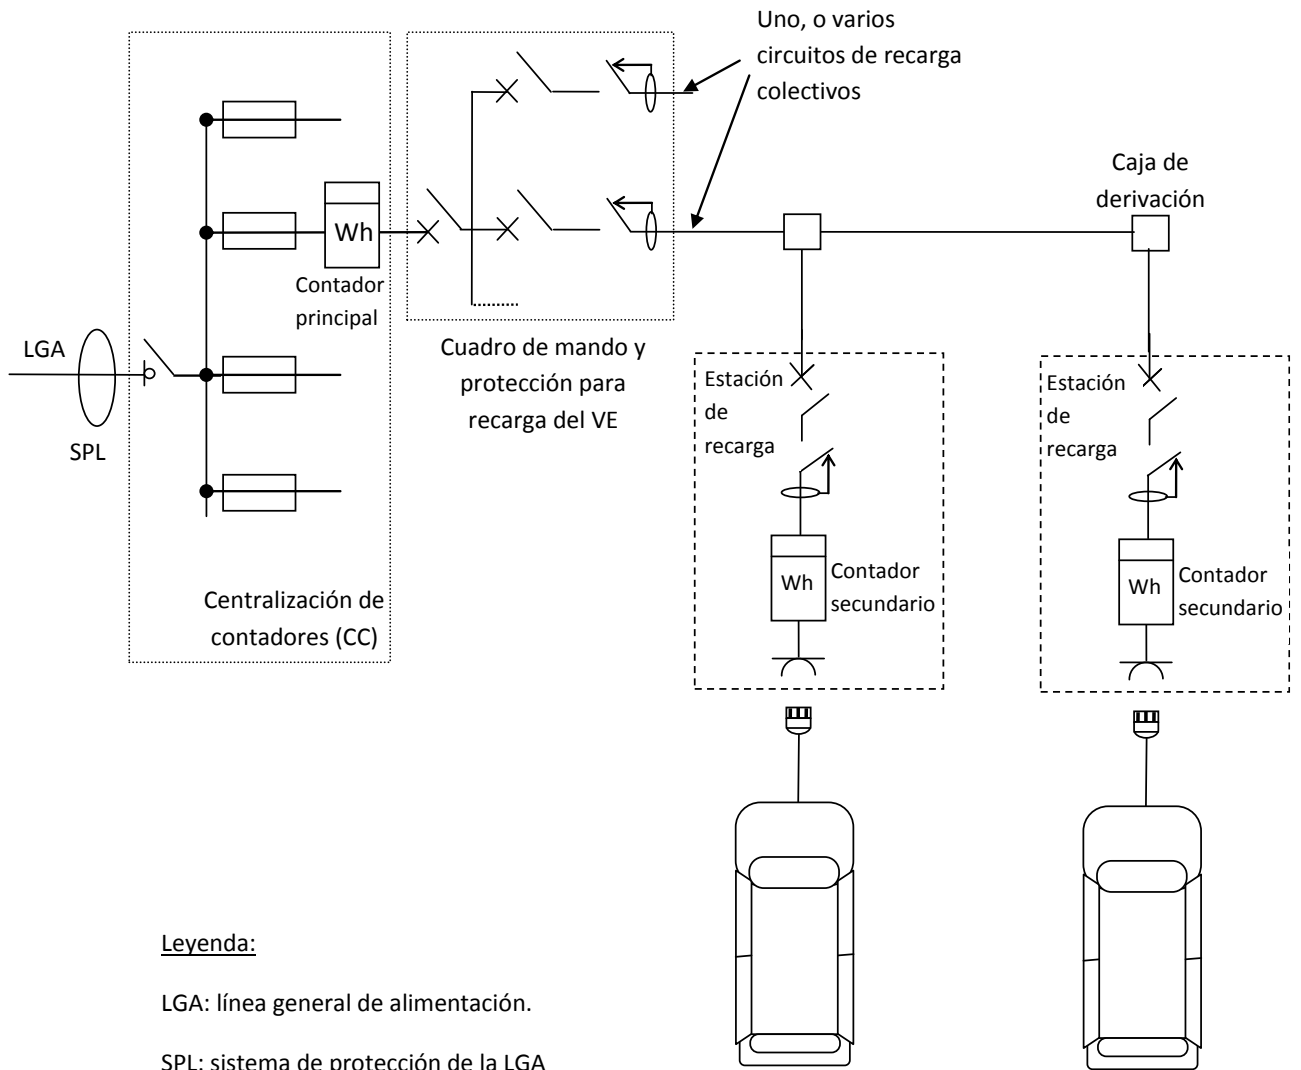 Uno, o varios
circuitos de recarga
colectivos
Caja de
derivación
Wh
Contador
principal
LGA
SPL
Cuadro de mando y
protección para
recarga del VE
Estación
de
recarga
Estación
de
recarga
Wh
Contador
secundario
Wh
Contador
secundario
Centralización de
contadores (CC)
Leyenda:
LGA: línea general de alimentación.
SPL: sistema de protección de la LGA